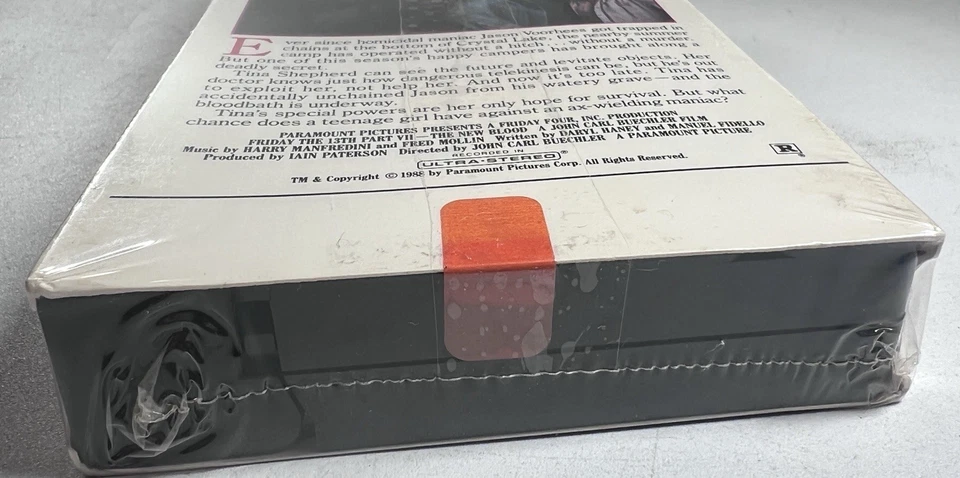 Ever since homicidal maniac Jason Voorhees got trapped in
chains at the bottom of Crystal Lake, the nearby summer
camp has operated without a hitch . . . without a murder.
But one of this season's happy campers has brought along a
deadly secret.
Tina Shepherd can see the future and levitate objects. Her
doctor knows just how dangerous telekinesis can be, but he's out
to exploit her, not help her. And now it's too late. Tina has
accidentally unchained Jason from his watery grave—and the
bloodbath is underway.
Tina's special powers are her only hope for survival. But what
chance does a teenage girl have against an ax-wielding maniac?
PARAMOUNT PICTURES PRESENTS A FRIDAY FOUR, INC. PRODUCTION
FRIDAY THE 13TH PART VII—THE NEW BLOOD A JOHN CARL BUECHLER FILM
Music by HARRY MANFREDINI and FRED MOLLIN Written by DARYL HANEY and MANUEL FIDELLO
Produced by IAIN PATERSON Directed by JOHN CARL BUECHLER A PARAMOUNT PICTURE
RECORDED IN
ULTRA-STEREO®
R
TM & Copyright © 1988 by Paramount Pictures Corp. All Rights Reserved.